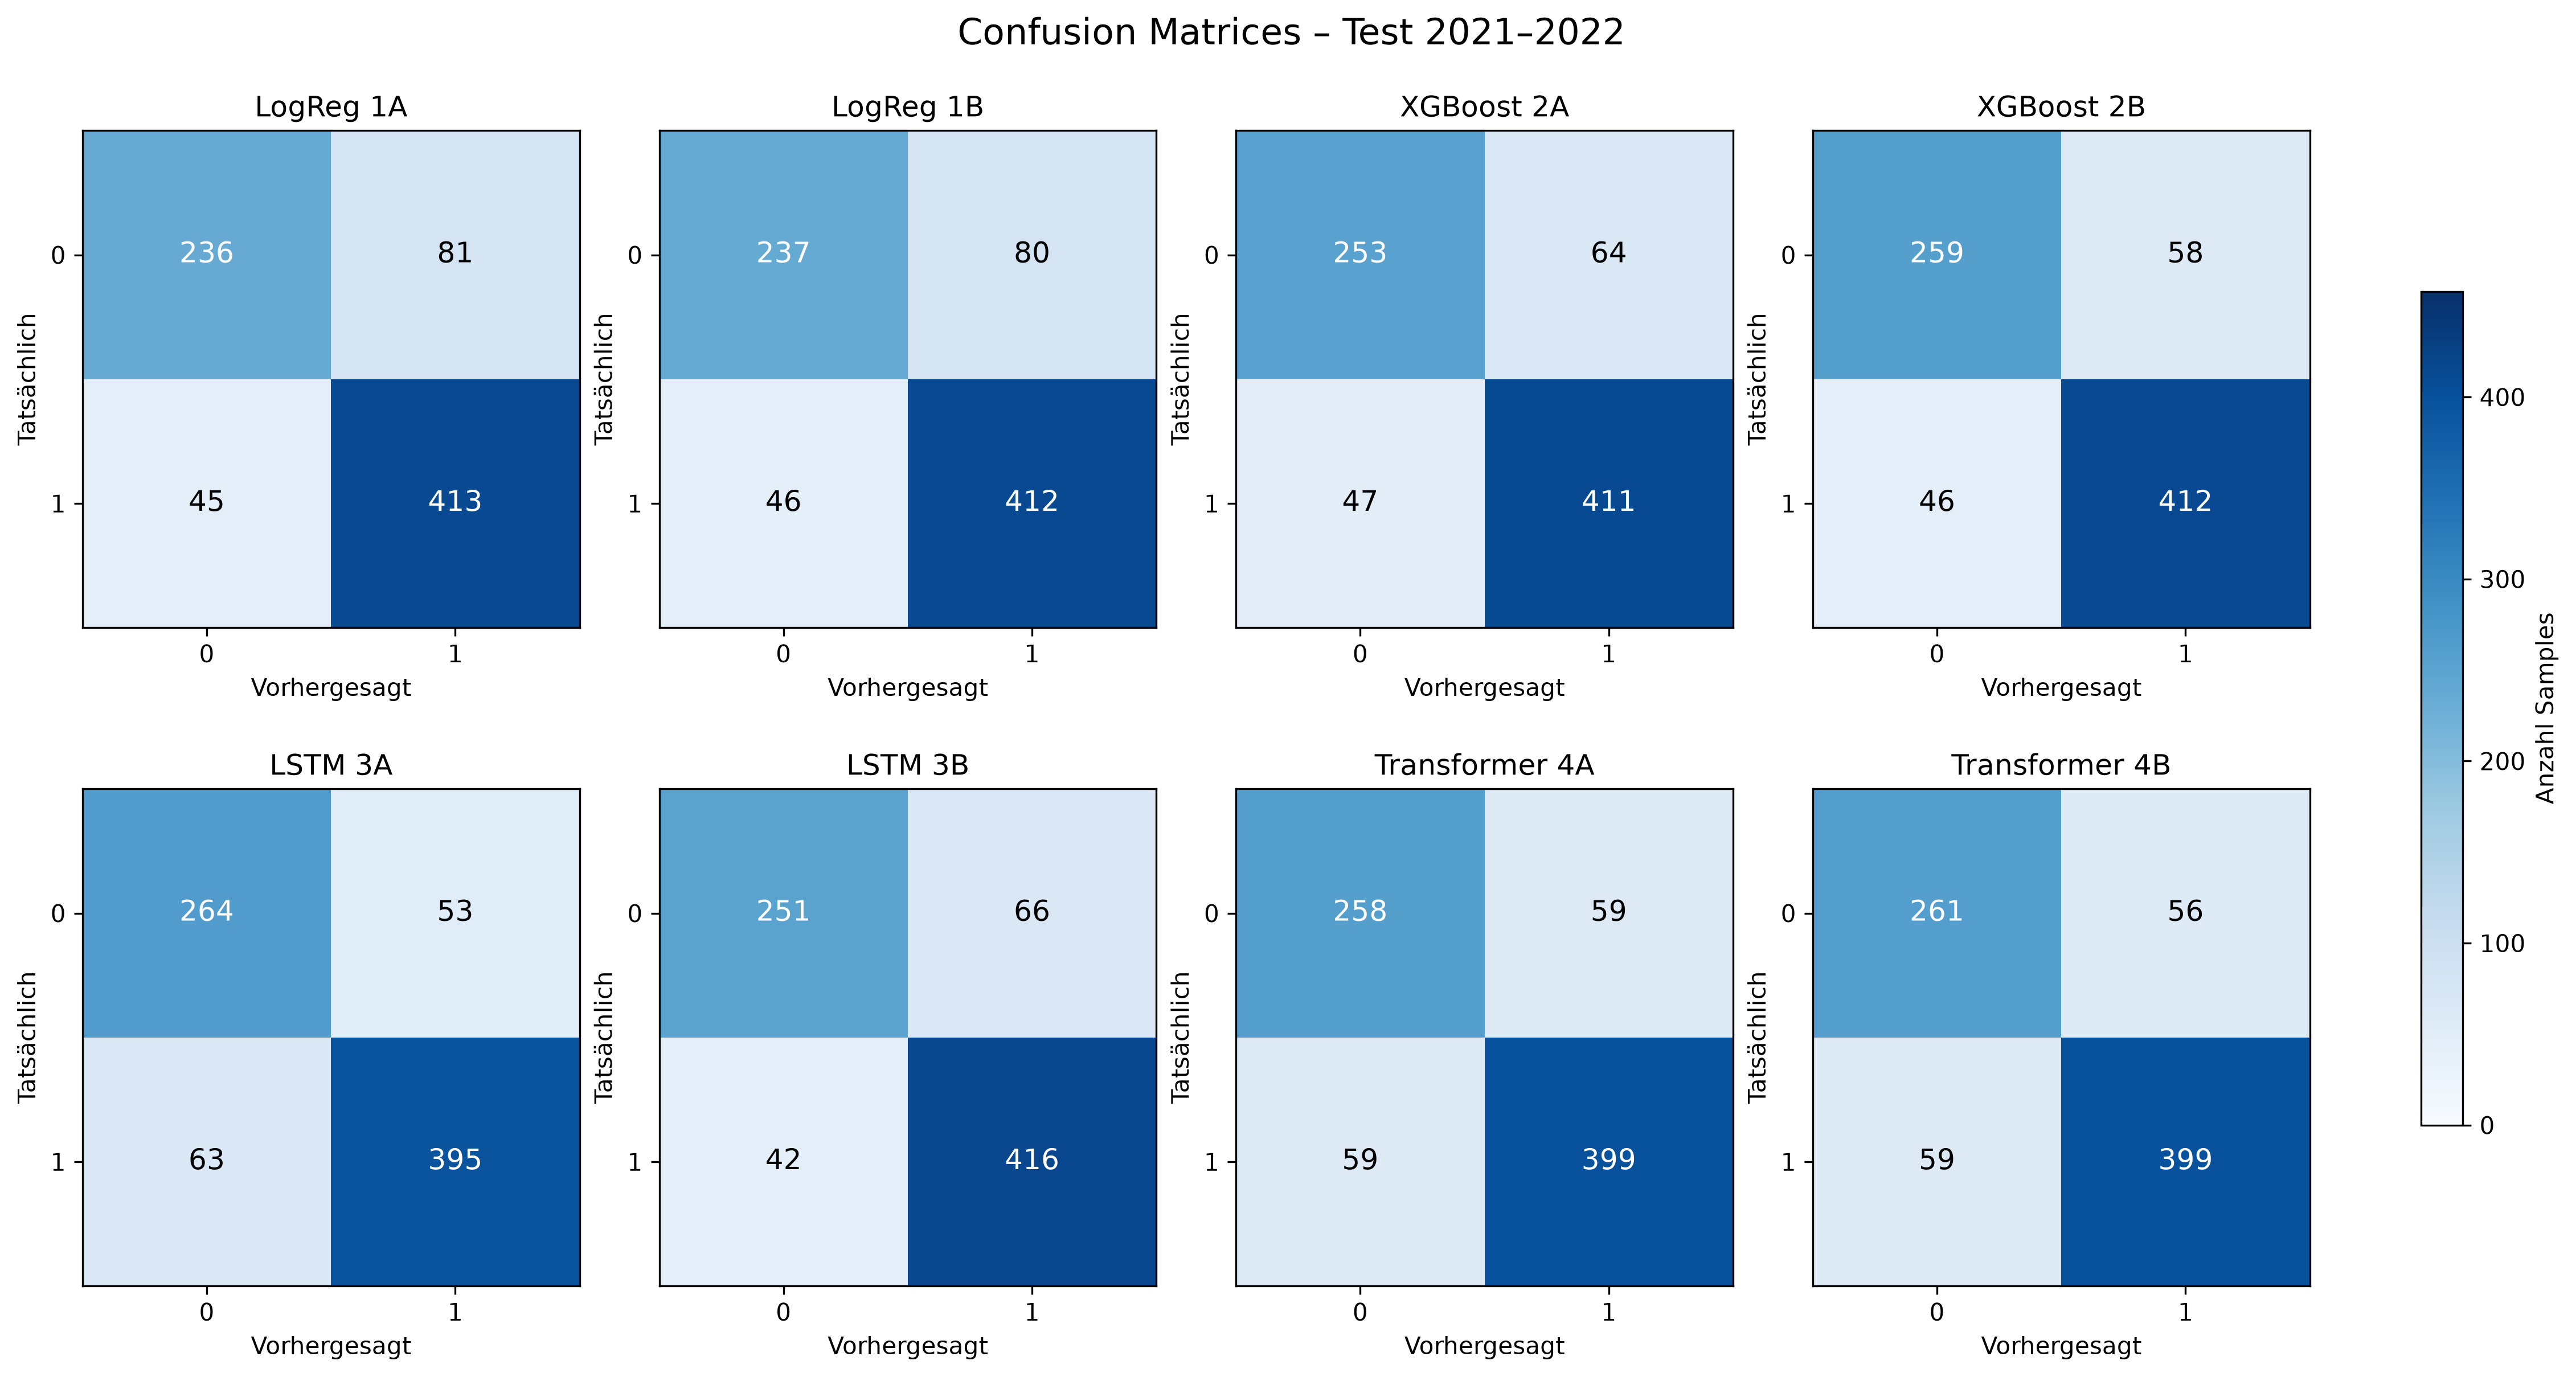 Confusion Matrices – Test 2021–2022
LogReg 1A
Tatsächlich
0
236
81
1
45
413
0
1
Vorhergesagt
LogReg 1B
Tatsächlich
0
237
80
1
46
412
0
1
Vorhergesagt
XGBoost 2A
Tatsächlich
0
253
64
1
47
411
0
1
Vorhergesagt
XGBoost 2B
Tatsächlich
0
259
58
1
46
412
0
1
Vorhergesagt
LSTM 3A
Tatsächlich
0
264
53
1
63
395
0
1
Vorhergesagt
LSTM 3B
Tatsächlich
0
251
66
1
42
416
0
1
Vorhergesagt
Transformer 4A
Tatsächlich
0
258
59
1
59
399
0
1
Vorhergesagt
Transformer 4B
Tatsächlich
0
261
56
1
59
399
0
1
Vorhergesagt
400
300
200
100
0
Anzahl Samples